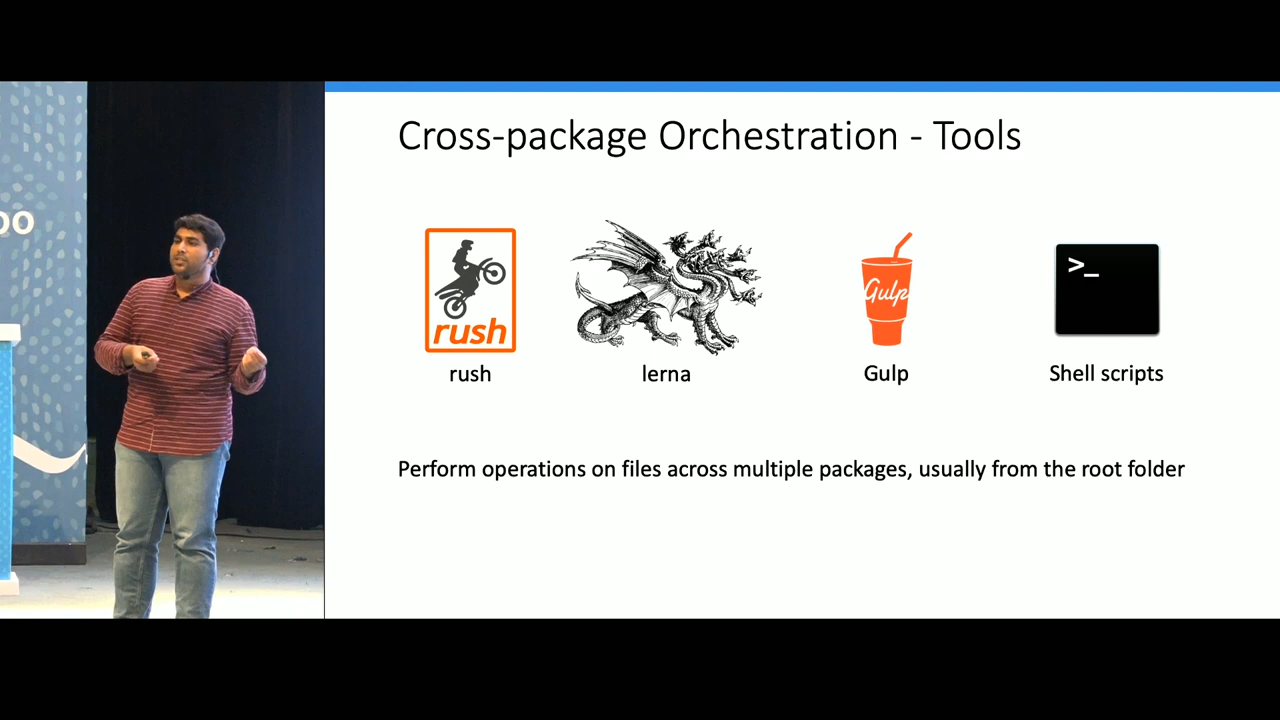 Cross-package Orchestration - Tools
rush
Gulp
>_
rush
lerna
Gulp
Shell scripts
Perform operations on files across multiple packages, usually from the root folder